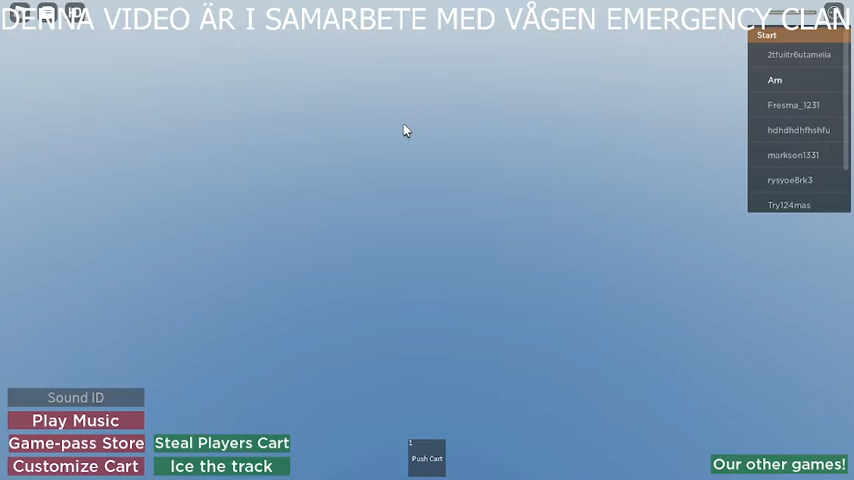 DENNA VIDEO ÄR I SAMARBETE MED VÅGEN EMERGENCY CLAN
Start
2tfuiitr6utamelia
Am
Fresma_1231
hdhdhdhfhshfu
markson1331
rysyoe8rk3
Try124mas
Sound ID
Play Music
Game-pass Store
Steal Players Cart
Customize Cart
Ice the track
1
Push Cart
Our other games!